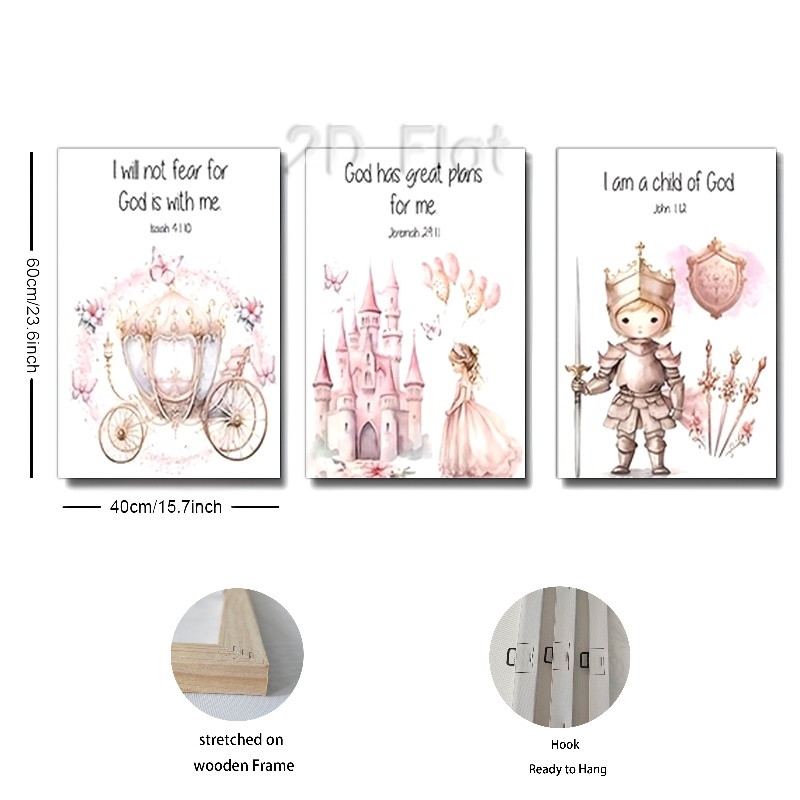 2D Flat
I will not fear for
God is with me.
Isaiah 41:10
God has great plans
for me.
Jeremiah 29:11
I am a child of God
John 1:12
60cm/23.6inch
40cm/15.7inch
stretched on
wooden Frame
Hook
Ready to Hang